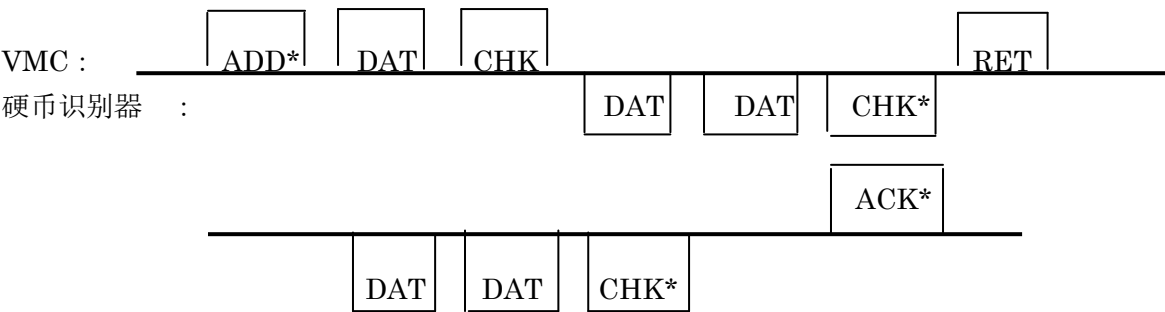 VMC : ADD* DAT CHK RET
硬币识别器 : DAT DAT CHK*
ACK*
DAT DAT CHK*